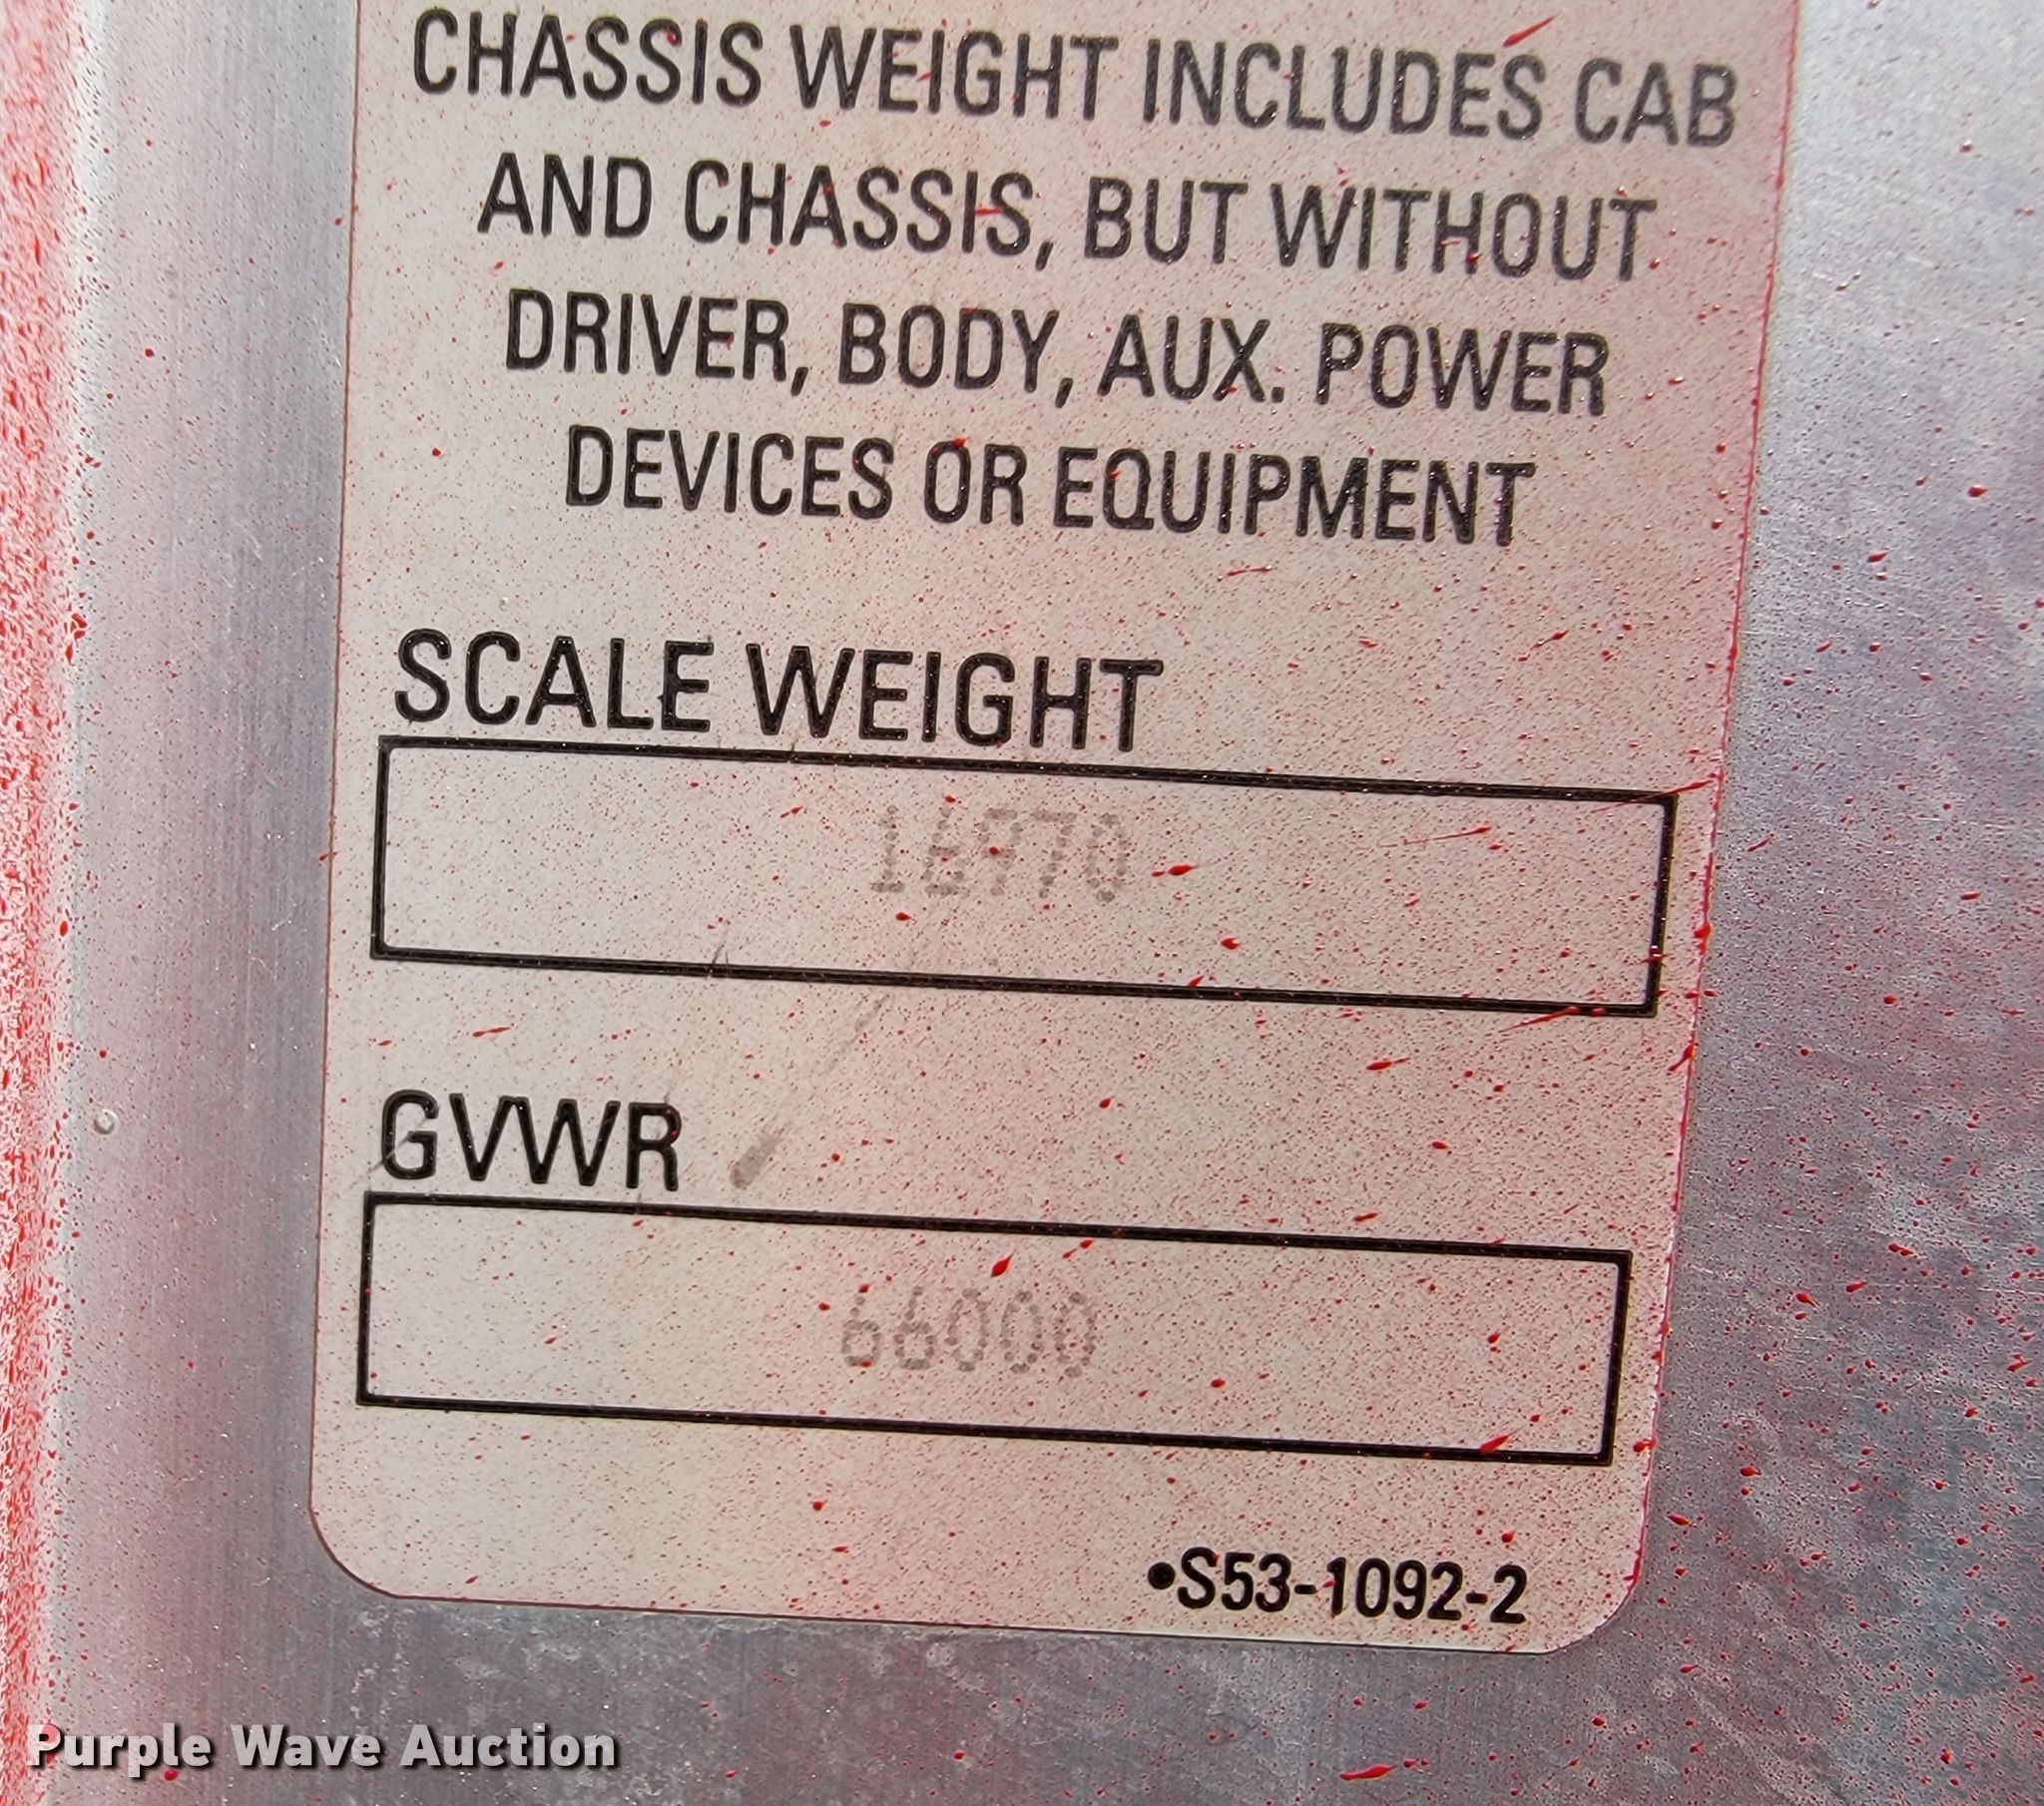 CHASSIS WEIGHT INCLUDES CAB
AND CHASSIS, BUT WITHOUT
DRIVER, BODY, AUX. POWER
DEVICES OR EQUIPMENT
SCALE WEIGHT
16970
GVWR
66000
•S53-1092-2
Purple Wave Auction